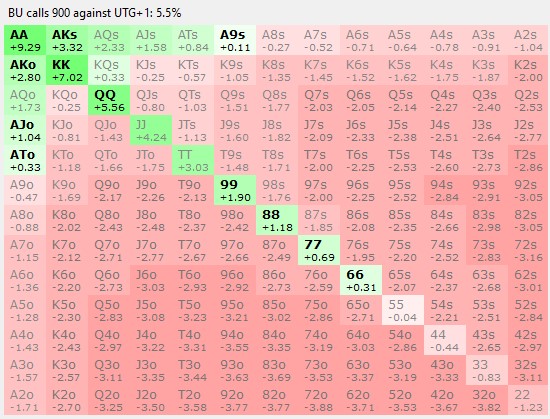 BU calls 900 against UTG+1: 5.5%
AA AKs AQs AJs ATs A9s A8s A7s A6s A5s A4s A3s A2s
+9.29 +3.32 +2.33 +1.58 +0.84 +0.11 -0.27 -0.52 -0.71 -0.64 -0.78 -0.91 -1.04
AKo KK KQs KJs KTs K9s K8s K7s K6s K5s K4s K3s K2s
+2.80 +7.02 +0.33 -0.25 -0.57 -1.05 -1.35 -1.45 -1.52 -1.62 -1.75 -1.87 -2.00
AQo KQo QQ QJs QTs Q9s Q8s Q7s Q6s Q5s Q4s Q3s Q2s
+1.73 -0.25 +5.56 -0.80 -1.03 -1.51 -1.77 -2.03 -2.05 -2.14 -2.27 -2.40 -2.53
AJo KJo QJo JJ JTs J9s J8s J7s J6s J5s J4s J3s J2s
+1.04 -0.81 -1.43 +4.24 -1.13 -1.60 -1.82 -2.09 -2.33 -2.38 -2.51 -2.64 -2.77
ATo KTo QTo JTo TT T9s T8s T7s T6s T5s T4s T3s T2s
+0.33 -1.18 -1.66 -1.75 +3.03 -1.48 -1.71 -2.00 -2.25 -2.53 -2.60 -2.73 -2.86
A9o K9o Q9o J9o T9o 99 98s 97s 96s 95s 94s 93s 92s
-0.47 -1.69 -2.17 -2.26 -2.13 +1.90 -1.76 -2.00 -2.25 -2.52 -2.84 -2.91 -3.05
A8o K8o Q8o J8o T8o 98o 88 87s 86s 85s 84s 83s 82s
-0.88 -2.02 -2.43 -2.48 -2.37 -2.42 +1.18 -1.85 -2.08 -2.35 -2.66 -2.98 -3.05
A7o K7o Q7o J7o T7o 97o 87o 77 76s 75s 74s 73s 72s
-1.15 -2.12 -2.71 -2.77 -2.67 -2.66 -2.49 +0.69 -1.95 -2.20 -2.52 -2.83 -3.16
A6o K6o Q6o J6o T6o 96o 86o 76o 66 65s 64s 63s 62s
-1.36 -2.20 -2.73 -3.03 -2.93 -2.92 -2.73 -2.59 +0.31 -2.07 -2.37 -2.68 -3.01
A5o K5o Q5o J5o T5o 95o 85o 75o 65o 55 54s 53s 52s
-1.28 -2.30 -2.83 -3.08 -3.23 -3.21 -3.02 -2.86 -2.71 -0.04 -2.21 -2.51 -2.84
A4o K4o Q4o J4o T4o 94o 84o 74o 64o 54o 44 43s 42s
-1.43 -2.43 -2.97 -3.22 -3.31 -3.55 -3.35 -3.19 -3.03 -2.86 -0.44 -2.65 -2.97
A3o K3o Q3o J3o T3o 93o 83o 73o 63o 53o 43o 33 32s
-1.57 -2.57 -3.11 -3.35 -3.44 -3.63 -3.69 -3.53 -3.37 -3.19 -3.33 -0.83 -3.11
A2o K2o Q2o J2o T2o 92o 82o 72o 62o 52o 42o 32o 22
-1.71 -2.70 -3.25 -3.50 -3.58 -3.77 -3.77 -3.88 -3.71 -3.53 -3.68 -3.82 -1.23